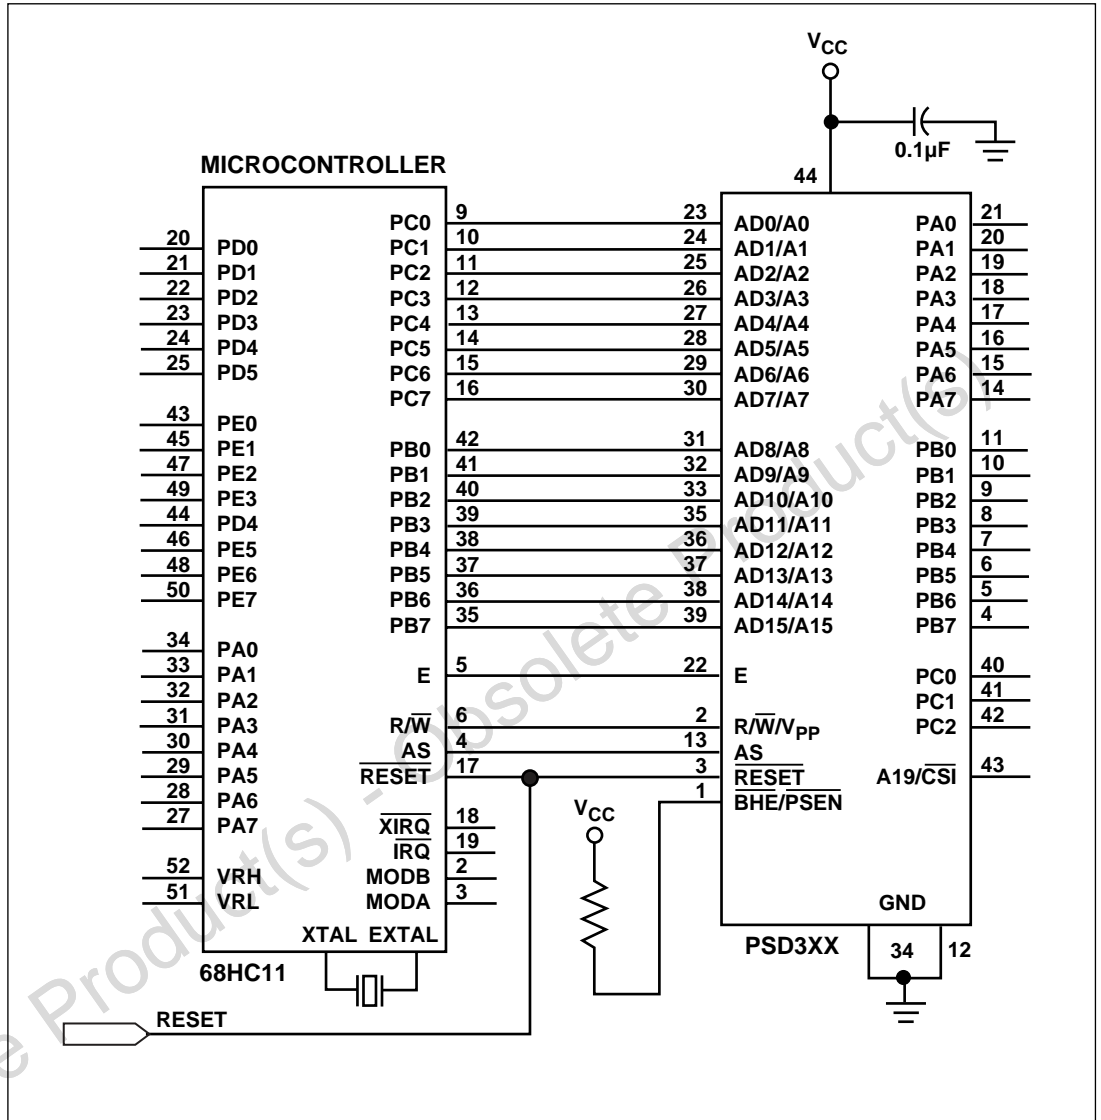 VCC
0.1µF
44
MICROCONTROLLER
20 PD0
21 PD1
22 PD2
23 PD3
24 PD4
25 PD5
43 PE0
45 PE1
47 PE2
49 PE3
44 PD4
46 PE5
48 PE6
50 PE7
34 PA0
33 PA1
32 PA2
31 PA3
30 PA4
29 PA5
28 PA6
27 PA7
52 VRH
51 VRL
PC0 9
PC1 10
PC2 11
PC3 12
PC4 13
PC5 14
PC6 15
PC7 16
PB0 42
PB1 41
PB2 40
PB3 39
PB4 38
PB5 37
PB6 36
PB7 35
E 5
R/W̅ 6
AS 4
R̅E̅S̅E̅T̅ 17
X̅I̅R̅Q̅ 18
I̅R̅Q̅ 19
MODB 2
MODA 3
XTAL EXTAL
68HC11
RESET
VCC
23 AD0/A0
24 AD1/A1
25 AD2/A2
26 AD3/A3
27 AD4/A4
28 AD5/A5
29 AD6/A6
30 AD7/A7
31 AD8/A8
32 AD9/A9
33 AD10/A10
35 AD11/A11
36 AD12/A12
37 AD13/A13
38 AD14/A14
39 AD15/A15
22 E
2 R/W̅/VPP
13 AS
3 R̅E̅S̅E̅T̅
1 B̅H̅E̅/P̅S̅E̅N̅
PA0 21
PA1 20
PA2 19
PA3 18
PA4 17
PA5 16
PA6 15
PA7 14
PB0 11
PB1 10
PB2 9
PB3 8
PB4 7
PB5 6
PB6 5
PB7 4
PC0 40
PC1 41
PC2 42
A19/C̅S̅I̅ 43
GND
PSD3XX
34 12
e Product(s) - Obsolete Product(s)